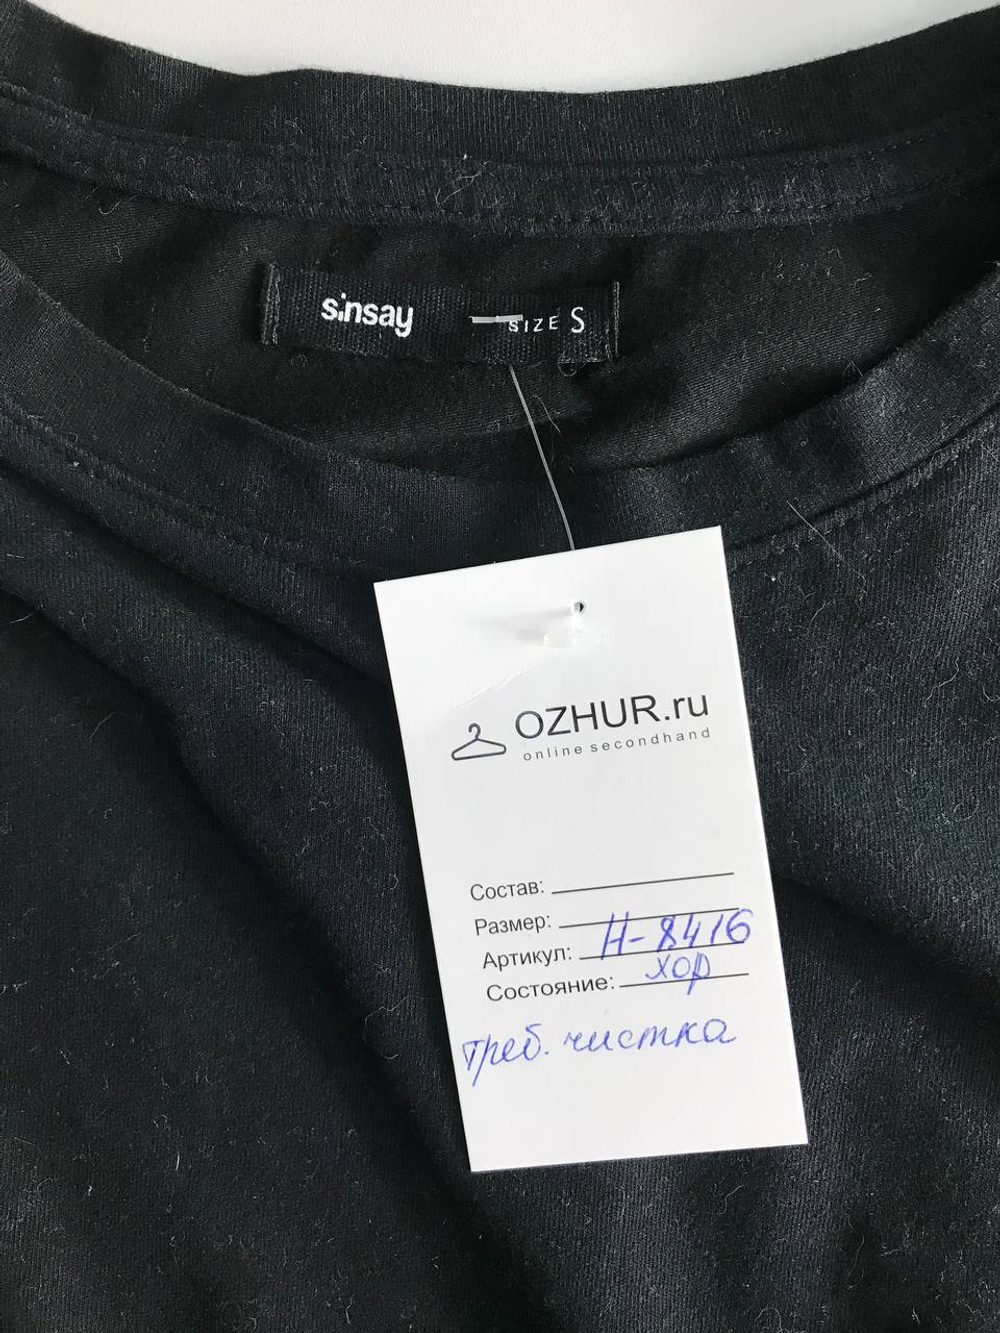 sinsay SIZE S
OZHUR.ru
online secondhand
Состав:
Размер:
Артикул: Н-8416
Состояние: хор
треб. чистка